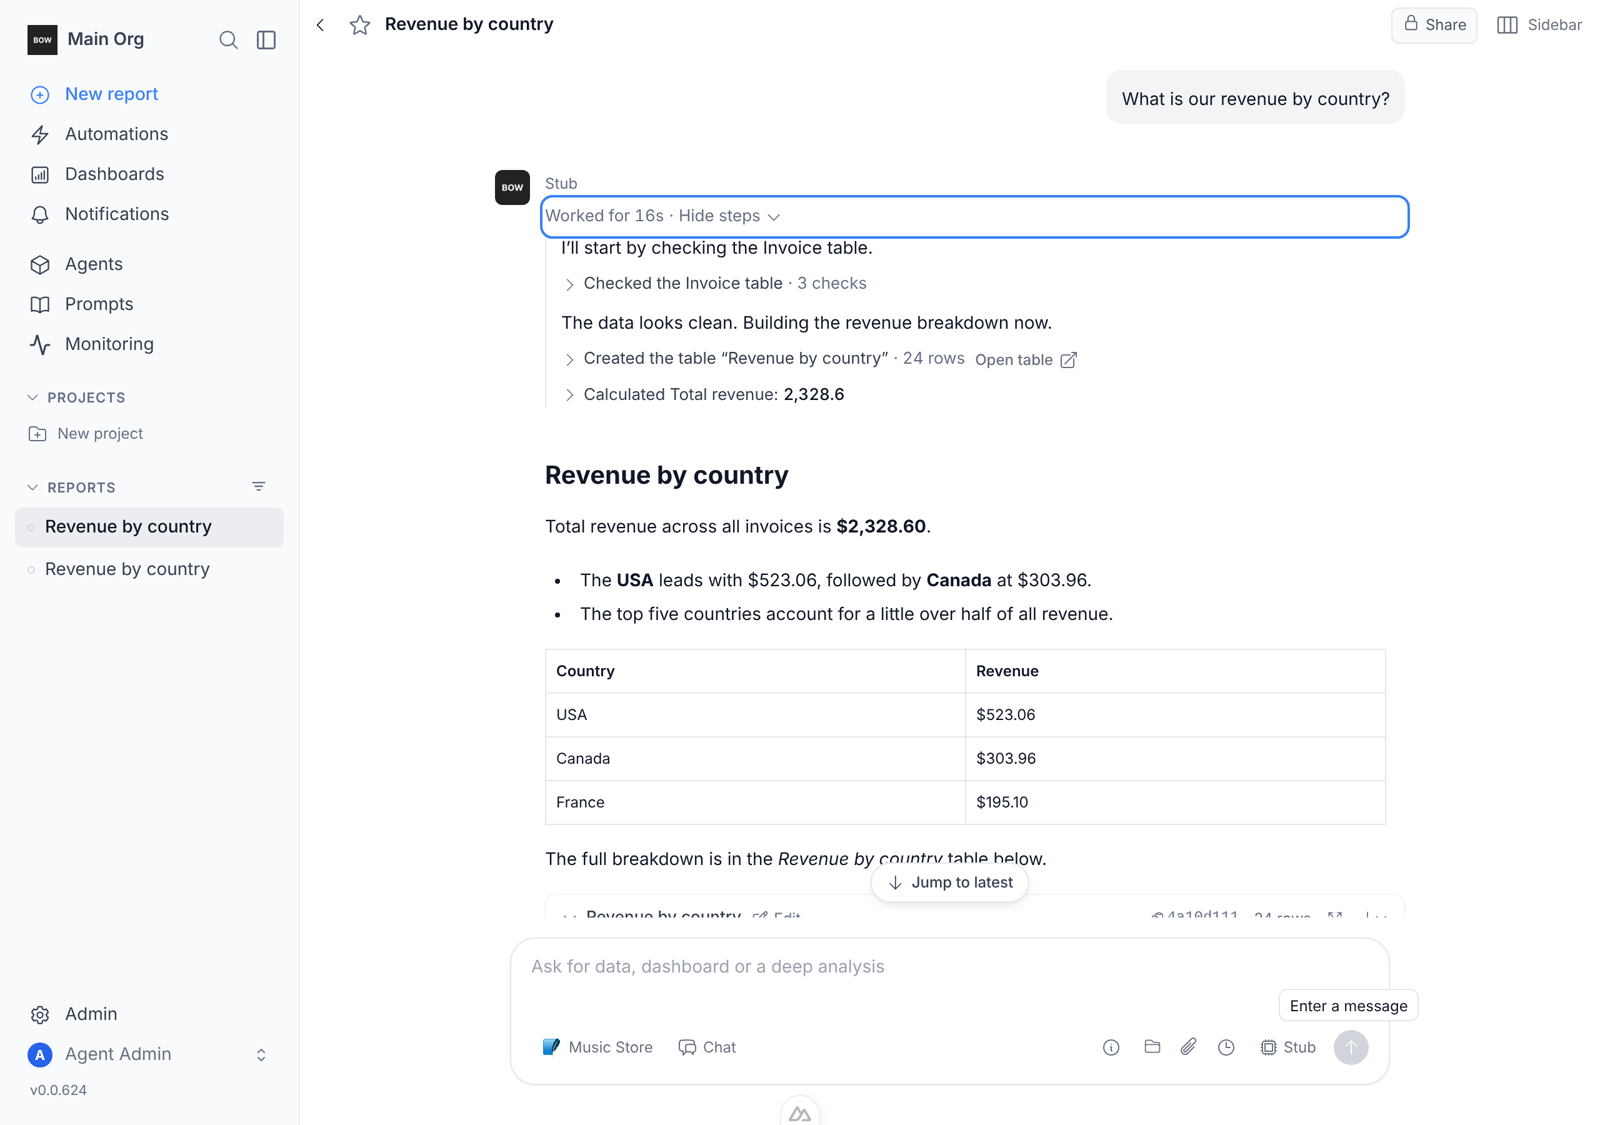 BOW Main Org
New report
Automations
Dashboards
Notifications
Agents
Prompts
Monitoring
PROJECTS
New project
REPORTS
Revenue by country
Revenue by country
Admin
A Agent Admin
v0.0.624
Revenue by country
Share
Sidebar
What is our revenue by country?
BOW
Stub
Worked for 16s · Hide steps
I’ll start by checking the Invoice table.
Checked the Invoice table · 3 checks
The data looks clean. Building the revenue breakdown now.
Created the table “Revenue by country” · 24 rows Open table
Calculated Total revenue: 2,328.6
Revenue by country
Total revenue across all invoices is $2,328.60.
• The USA leads with $523.06, followed by Canada at $303.96.
• The top five countries account for a little over half of all revenue.
Country Revenue
USA $523.06
Canada $303.96
France $195.10
The full breakdown is in the Revenue by country table below.
Jump to latest
Revenue by country Edit 4a10d111 24 rows
Ask for data, dashboard or a deep analysis
Enter a message
Music Store Chat Stub